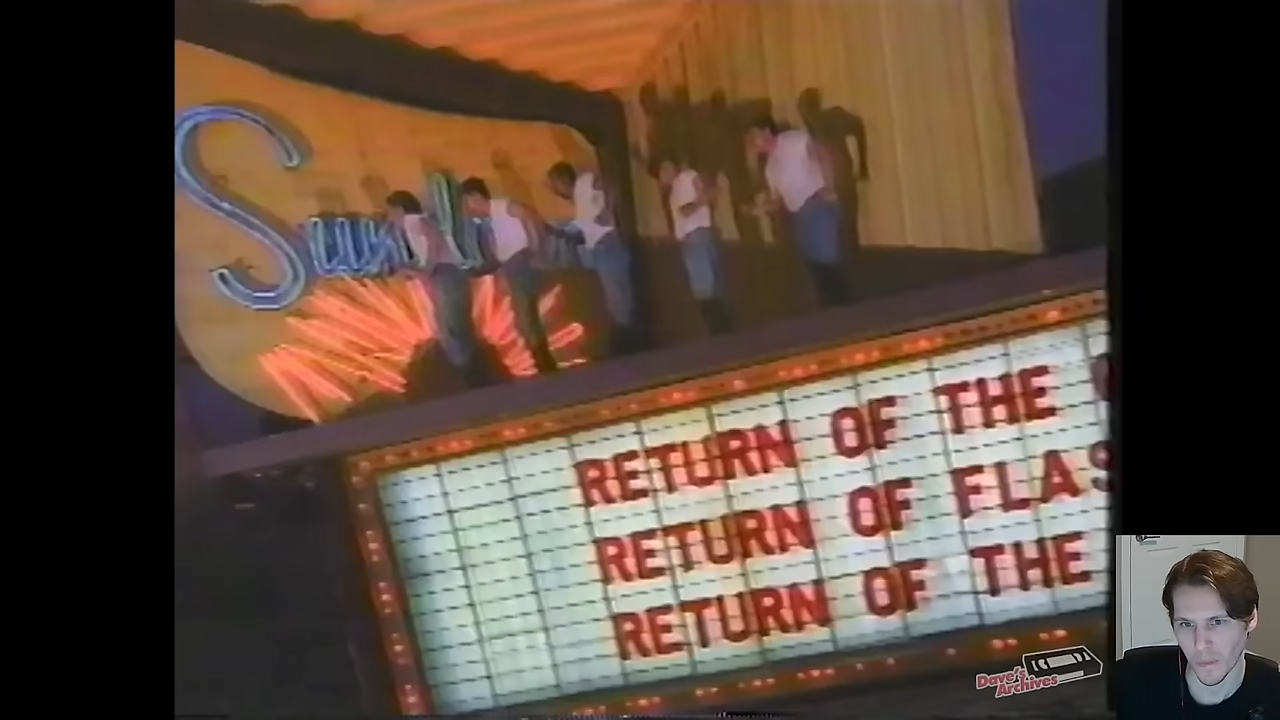 RETURN OF THE
RETURN OF FLAS
RETURN OF THE
Dave's
Archives